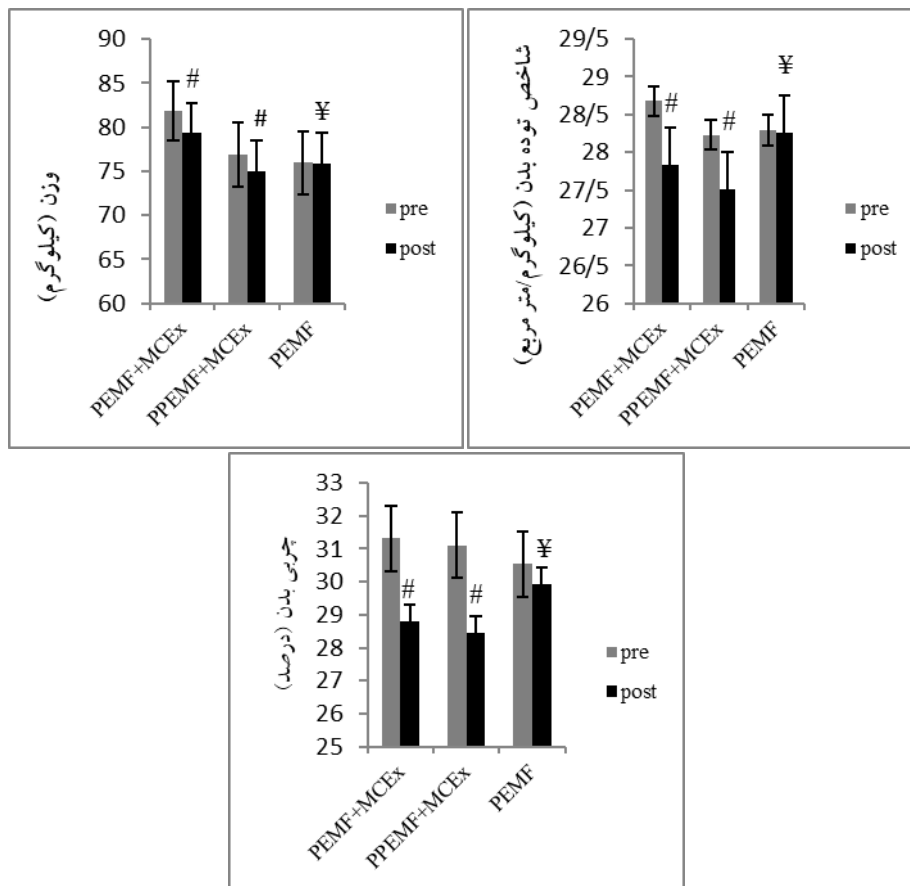 وزن (کیلوگرم)
90
85
80
75
70
65
60
# # ¥
pre
post
PEMF+MCEx
PPEMF+MCEx
PEMF
شاخص توده بدن (کیلوگرم/متر مربع)
29/5
29
28/5
28
27/5
27
26/5
26
# # ¥
pre
post
PEMF+MCEx
PPEMF+MCEx
PEMF
چربی بدن (درصد)
33
32
31
30
29
28
27
26
25
# # ¥
pre
post
PEMF+MCEx
PPEMF+MCEx
PEMF